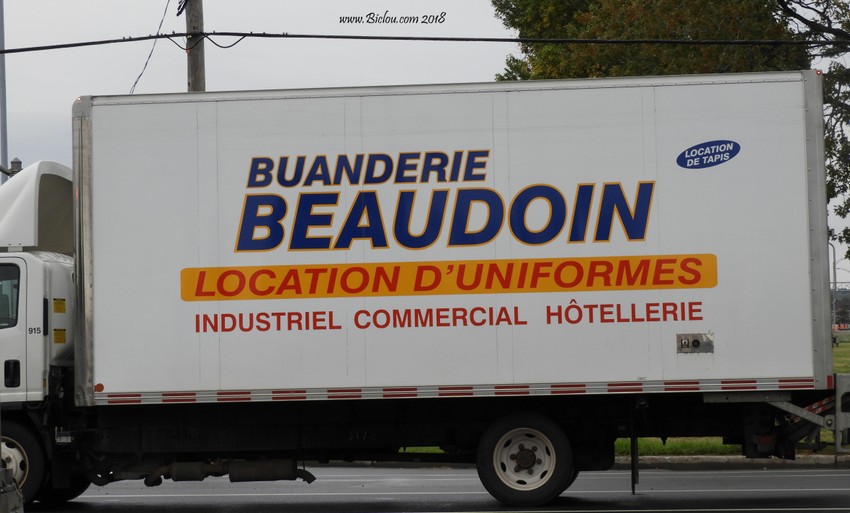 www.Biclou.com 2018
LOCATION
DE TAPIS
BUANDERIE
BEAUDOIN
LOCATION D'UNIFORMES
INDUSTRIEL COMMERCIAL HÔTELLERIE
915